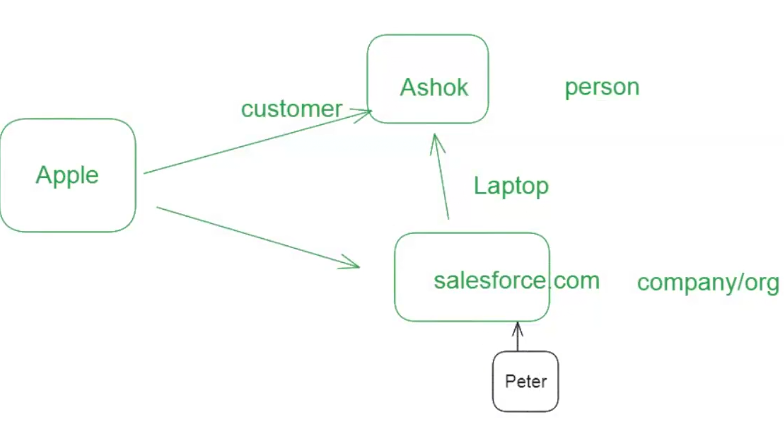 Ashok
person
customer
Apple
Laptop
salesforce.com
company/org
Peter